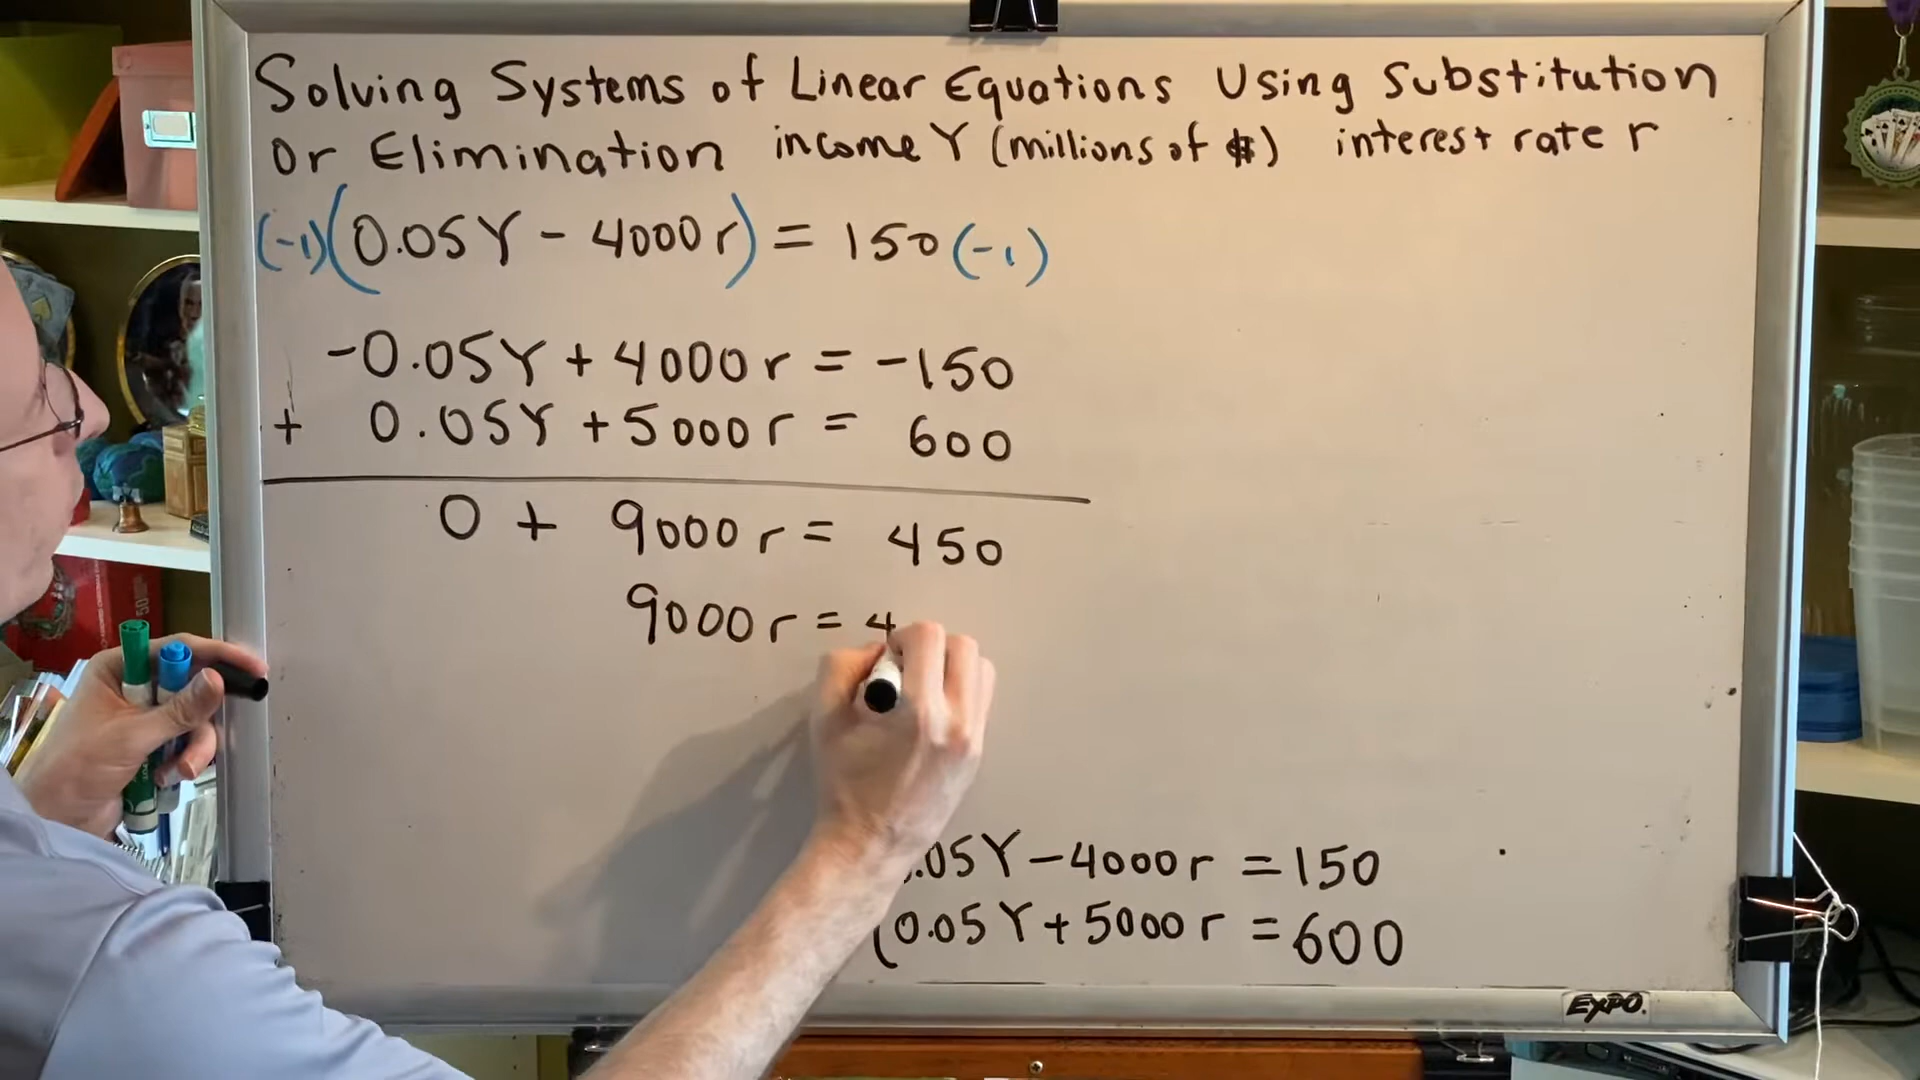 Solving Systems of Linear Equations Using Substitution
Or Elimination income Y (millions of $) interest rate r
(-1)(0.05Y - 4000r) = 150(-1)
-0.05Y + 4000r = -150
+ 0.05Y + 5000r = 600
0 + 9000r = 450
9000r = 4
.05Y - 4000r = 150
(0.05Y + 5000r = 600
EXPO.
50